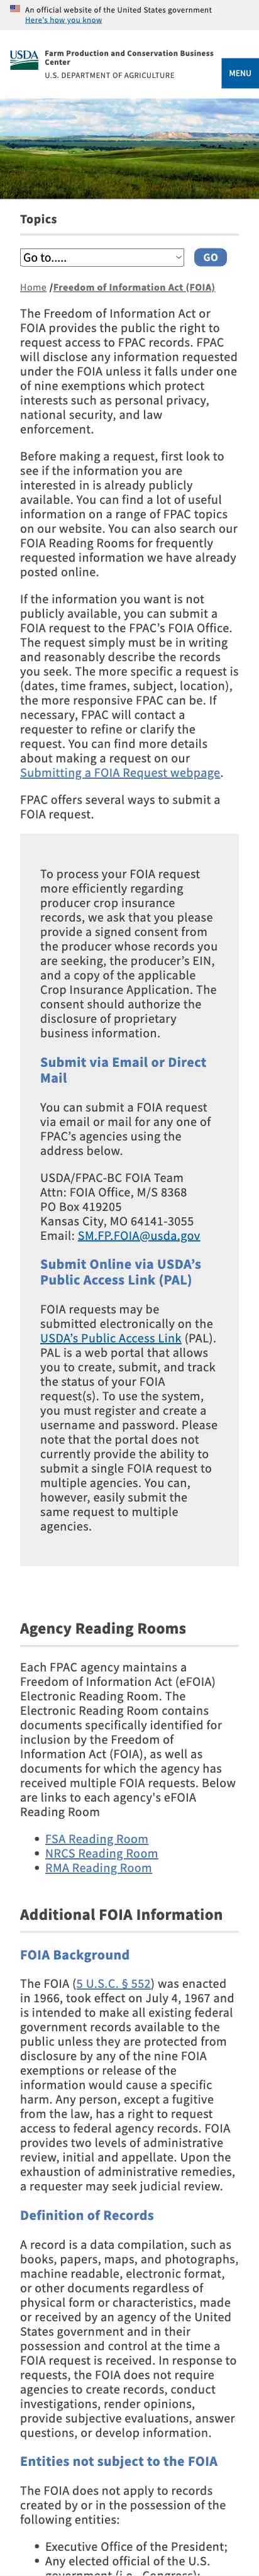 An official website of the United States government
Here's how you know
USDA
Farm Production and Conservation Business
Center
U.S. DEPARTMENT OF AGRICULTURE
MENU
Topics
Go to.....
GO
Home /Freedom of Information Act (FOIA)
The Freedom of Information Act or
FOIA provides the public the right to
request access to FPAC records. FPAC
will disclose any information requested
under the FOIA unless it falls under one
of nine exemptions which protect
interests such as personal privacy,
national security, and law
enforcement.
Before making a request, first look to
see if the information you are
interested in is already publicly
available. You can find a lot of useful
information on a range of FPAC topics
on our website. You can also search our
FOIA Reading Rooms for frequently
requested information we have already
posted online.
If the information you want is not
publicly available, you can submit a
FOIA request to the FPAC's FOIA Office.
The request simply must be in writing
and reasonably describe the records
you seek. The more specific a request is
(dates, time frames, subject, location),
the more responsive FPAC can be. If
necessary, FPAC will contact a
requester to refine or clarify the
request. You can find more details
about making a request on our
Submitting a FOIA Request webpage.
FPAC offers several ways to submit a
FOIA request.
To process your FOIA request
more efficiently regarding
producer crop insurance
records, we ask that you please
provide a signed consent from
the producer whose records you
are seeking, the producer's EIN,
and a copy of the applicable
Crop Insurance Application. The
consent should authorize the
disclosure of proprietary
business information.
Submit via Email or Direct
Mail
You can submit a FOIA request
via email or mail for any one of
FPAC's agencies using the
address below.
USDA/FPAC-BC FOIA Team
Attn: FOIA Office, M/S 8368
PO Box 419205
Kansas City, MO 64141-3055
Email: SM.FP.FOIA@usda.gov
Submit Online via USDA's
Public Access Link (PAL)
FOIA requests may be
submitted electronically on the
USDA's Public Access Link (PAL).
PAL is a web portal that allows
you to create, submit, and track
the status of your FOIA
request(s). To use the system,
you must register and create a
username and password. Please
note that the portal does not
currently provide the ability to
submit a single FOIA request to
multiple agencies. You can,
however, easily submit the
same request to multiple
agencies.
Agency Reading Rooms
Each FPAC agency maintains a
Freedom of Information Act (eFOIA)
Electronic Reading Room. The
Electronic Reading Room contains
documents specifically identified for
inclusion by the Freedom of
Information Act (FOIA), as well as
documents for which the agency has
received multiple FOIA requests. Below
are links to each agency's eFOIA
Reading Room
• FSA Reading Room
• NRCS Reading Room
• RMA Reading Room
Additional FOIA Information
FOIA Background
The FOIA (5 U.S.C. § 552) was enacted
in 1966, took effect on July 4, 1967 and
is intended to make all existing federal
government records available to the
public unless they are protected from
disclosure by any of the nine FOIA
exemptions or release of the
information would cause a specific
harm. Any person, except a fugitive
from the law, has a right to request
access to federal agency records. FOIA
provides two levels of administrative
review, initial and appellate. Upon the
exhaustion of administrative remedies,
a requester may seek judicial review.
Definition of Records
A record is a data compilation, such as
books, papers, maps, and photographs,
machine readable, electronic format,
or other documents regardless of
physical form or characteristics, made
or received by an agency of the United
States government and in their
possession and control at the time a
FOIA request is received. In response to
requests, the FOIA does not require
agencies to create records, conduct
investigations, render opinions,
provide subjective evaluations, answer
questions, or develop information.
Entities not subject to the FOIA
The FOIA does not apply to records
created by or in the possession of the
following entities:
• Executive Office of the President;
• Any elected official of the U.S.
government (i.e., Congress);